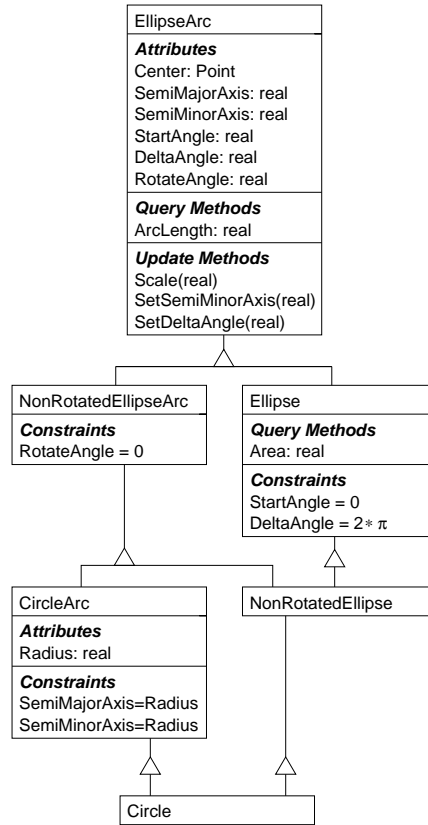 EllipseArc
Attributes
Center: Point
SemiMajorAxis: real
SemiMinorAxis: real
StartAngle: real
DeltaAngle: real
RotateAngle: real
Query Methods
ArcLength: real
Update Methods
Scale(real)
SetSemiMinorAxis(real)
SetDeltaAngle(real)
NonRotatedEllipseArc
Constraints
RotateAngle = 0
Ellipse
Query Methods
Area: real
Constraints
StartAngle = 0
DeltaAngle = 2* π
CircleArc
Attributes
Radius: real
Constraints
SemiMajorAxis=Radius
SemiMinorAxis=Radius
NonRotatedEllipse
Circle